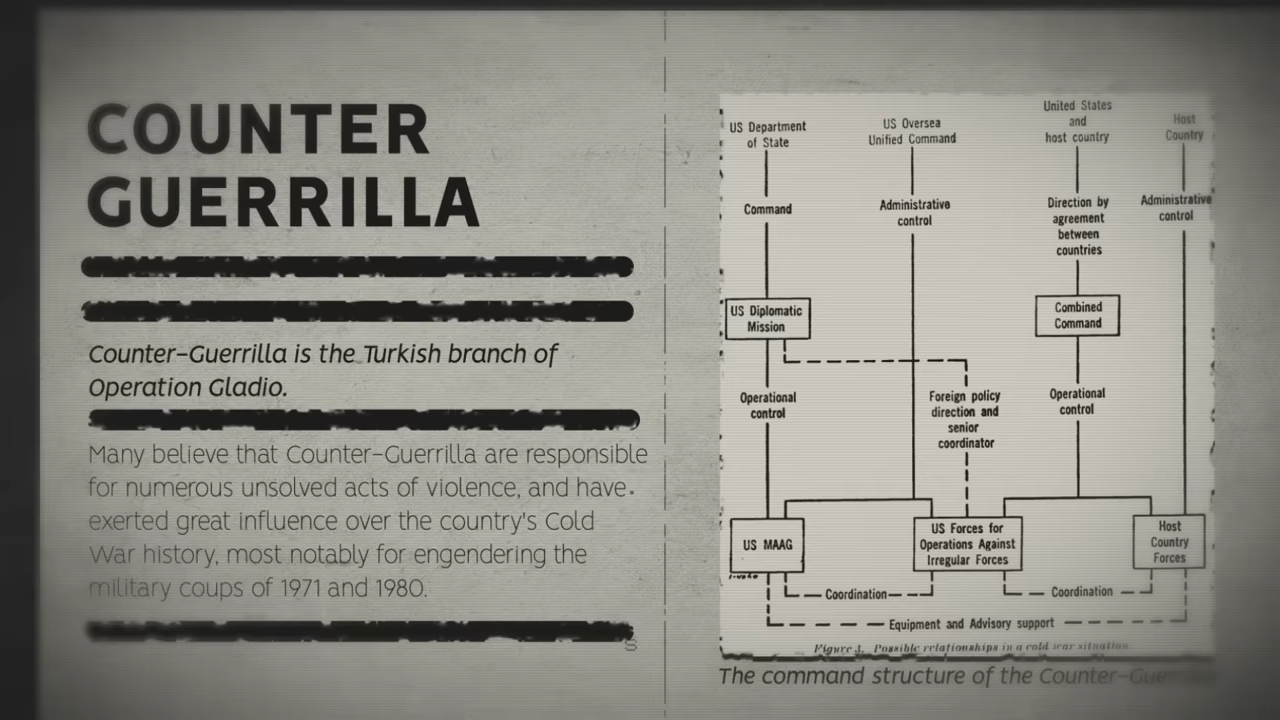 COUNTER
GUERRILLA
Counter-Guerrilla is the Turkish branch of
Operation Gladio.
Many believe that Counter-Guerrilla are responsible
for numerous unsolved acts of violence, and have.
exerted great influence over the country's Cold
War history, most notably for engendering the
military coups of 1971 and 1980.
US Department
of State
US Oversea
Unified Command
United States
and
host country
Host
Country
Command
Administrative
control
Direction by
agreement
between
countries
Administrative
control
US Diplomatic
Mission
Combined
Command
Operational
control
Foreign policy
direction and
senior
coordinator
Operational
control
US MAAG
US Forces for
Operations Against
Irregular Forces
Host
Country
Forces
Coordination
Coordination
Equipment and Advisory support
Figure 3. Possible relationships in a cold war situation.
The command structure of the Counter-